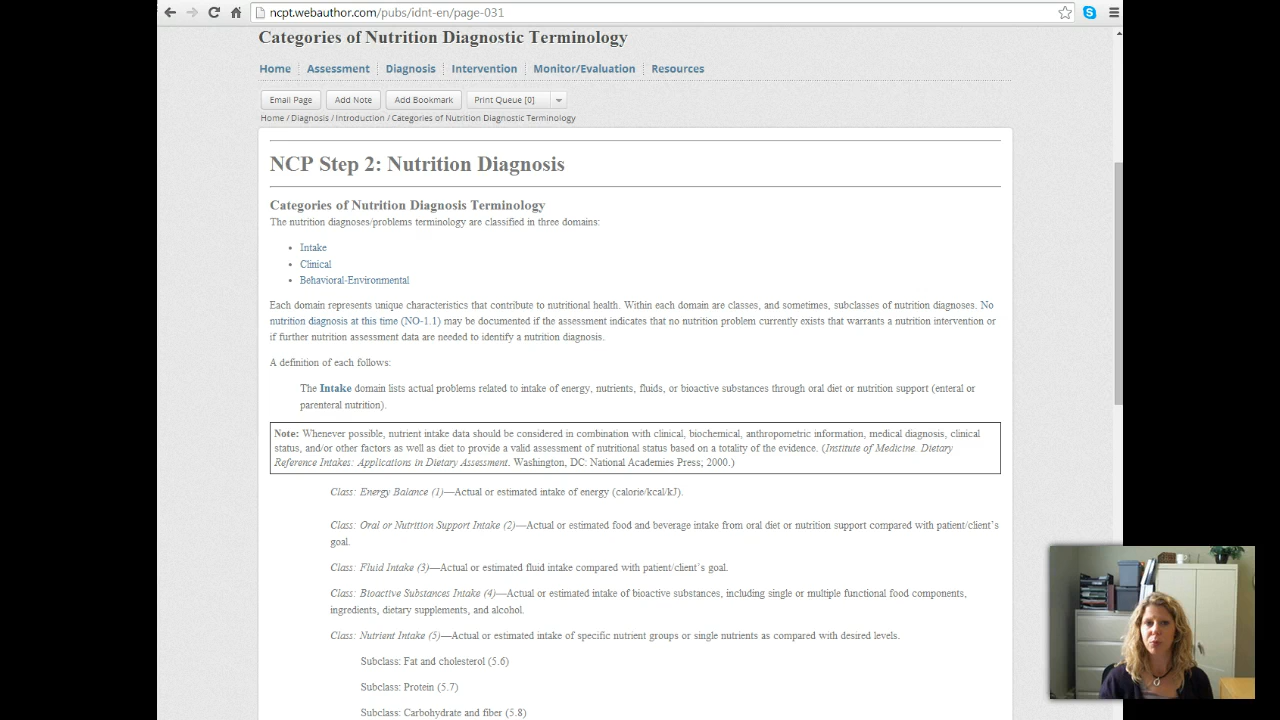 ncpt.webauthor.com/pubs/idnt-en/page-031
Categories of Nutrition Diagnostic Terminology
Home Assessment Diagnosis Intervention Monitor/Evaluation Resources
Email Page Add Note Add Bookmark Print Queue [0]
Home / Diagnosis / Introduction / Categories of Nutrition Diagnostic Terminology
NCP Step 2: Nutrition Diagnosis
Categories of Nutrition Diagnosis Terminology
The nutrition diagnoses/problems terminology are classified in three domains:
• Intake
• Clinical
• Behavioral-Environmental
Each domain represents unique characteristics that contribute to nutritional health. Within each domain are classes, and sometimes, subclasses of nutrition diagnoses. No
nutrition diagnosis at this time (NO-1.1) may be documented if the assessment indicates that no nutrition problem currently exists that warrants a nutrition intervention or
if further nutrition assessment data are needed to identify a nutrition diagnosis.
A definition of each follows:
The Intake domain lists actual problems related to intake of energy, nutrients, fluids, or bioactive substances through oral diet or nutrition support (enteral or
parenteral nutrition).
Note: Whenever possible, nutrient intake data should be considered in combination with clinical, biochemical, anthropometric information, medical diagnosis, clinical
status, and/or other factors as well as diet to provide a valid assessment of nutritional status based on a totality of the evidence. (Institute of Medicine. Dietary
Reference Intakes: Applications in Dietary Assessment. Washington, DC: National Academies Press; 2000.)
Class: Energy Balance (1)—Actual or estimated intake of energy (calorie/kcal/kJ).
Class: Oral or Nutrition Support Intake (2)—Actual or estimated food and beverage intake from oral diet or nutrition support compared with patient/client’s
goal.
Class: Fluid Intake (3)—Actual or estimated fluid intake compared with patient/client’s goal.
Class: Bioactive Substances Intake (4)—Actual or estimated intake of bioactive substances, including single or multiple functional food components,
ingredients, dietary supplements, and alcohol.
Class: Nutrient Intake (5)—Actual or estimated intake of specific nutrient groups or single nutrients as compared with desired levels.
Subclass: Fat and cholesterol (5.6)
Subclass: Protein (5.7)
Subclass: Carbohydrate and fiber (5.8)